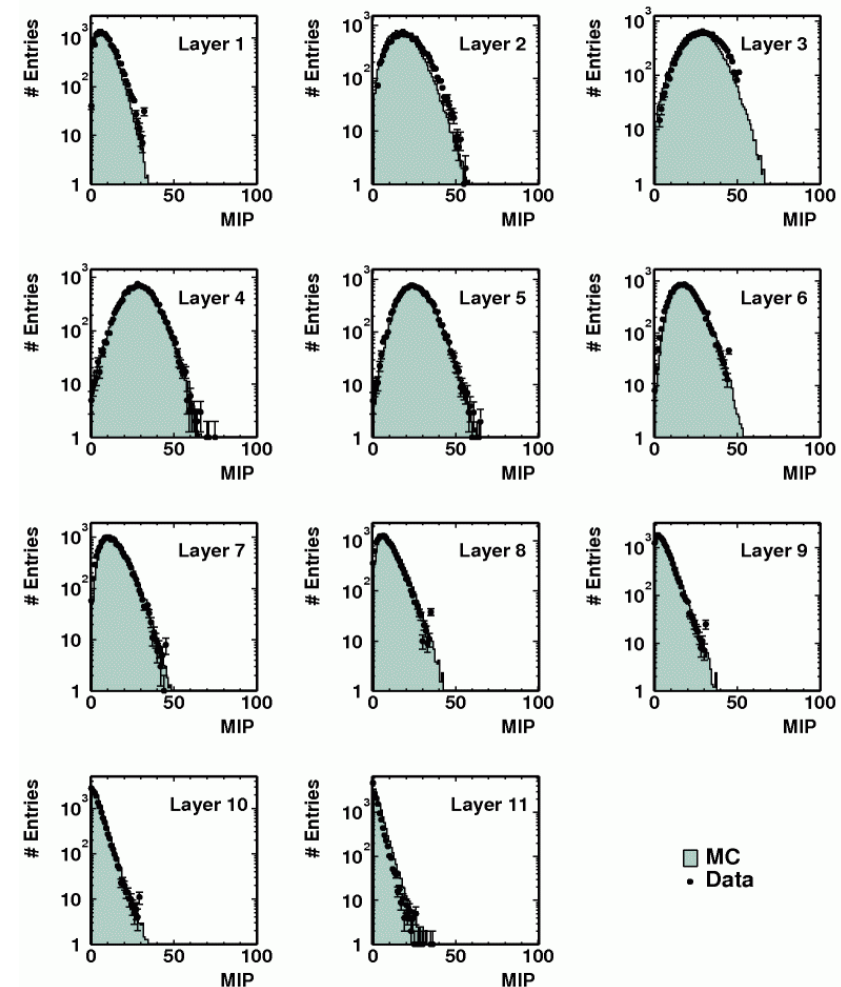 # Entries
10³
10²
10
1
Layer 1
0 50 100
MIP
# Entries
10³
10²
10
1
Layer 2
0 50 100
MIP
# Entries
10³
10²
10
1
Layer 3
0 50 100
MIP
# Entries
10³
10²
10
1
Layer 4
0 50 100
MIP
# Entries
10³
10²
10
1
Layer 5
0 50 100
MIP
# Entries
10³
10²
10
1
Layer 6
0 50 100
MIP
# Entries
10³
10²
10
1
Layer 7
0 50 100
MIP
# Entries
10³
10²
10
1
Layer 8
0 50 100
MIP
# Entries
10³
10²
10
1
Layer 9
0 50 100
MIP
# Entries
10³
10²
10
1
Layer 10
0 50 100
MIP
# Entries
10³
10²
10
1
Layer 11
0 50 100
MIP
MC
Data